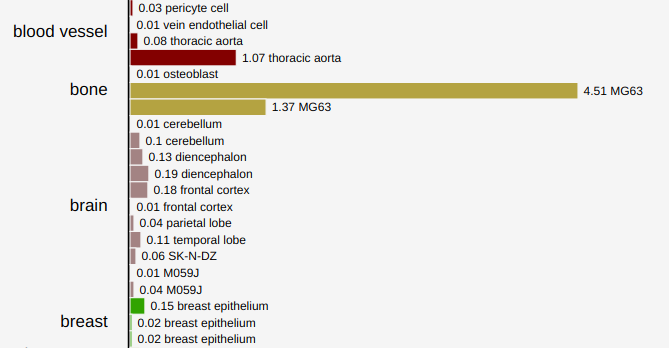 0.03 pericyte cell
0.01 vein endothelial cell
blood vessel
0.08 thoracic aorta
1.07 thoracic aorta
0.01 osteoblast
bone
4.51 MG63
1.37 MG63
0.01 cerebellum
0.1 cerebellum
0.13 diencephalon
0.19 diencephalon
0.18 frontal cortex
brain
0.01 frontal cortex
0.04 parietal lobe
0.11 temporal lobe
0.06 SK-N-DZ
0.01 M059J
0.04 M059J
0.15 breast epithelium
breast
0.02 breast epithelium
0.02 breast epithelium